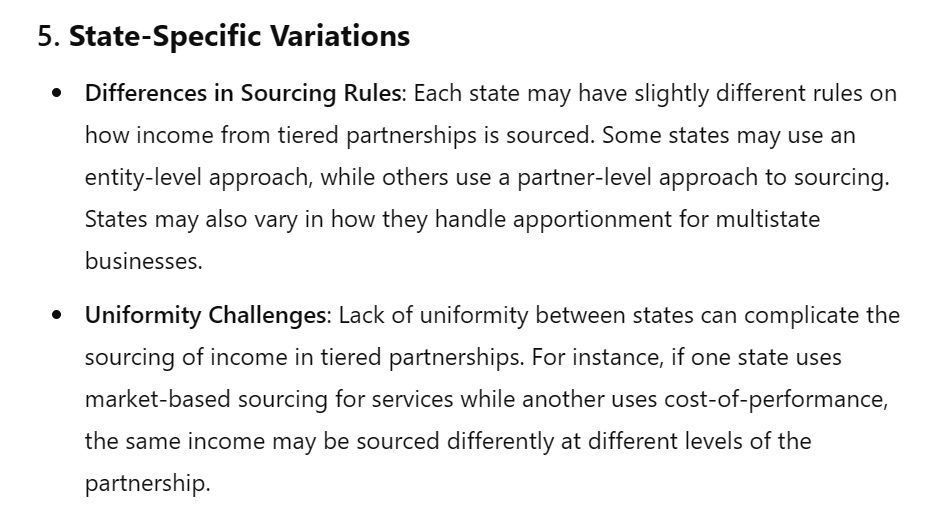 5. State-Specific Variations
• Differences in Sourcing Rules: Each state may have slightly different rules on
how income from tiered partnerships is sourced. Some states may use an
entity-level approach, while others use a partner-level approach to sourcing.
States may also vary in how they handle apportionment for multistate
businesses.
• Uniformity Challenges: Lack of uniformity between states can complicate the
sourcing of income in tiered partnerships. For instance, if one state uses
market-based sourcing for services while another uses cost-of-performance,
the same income may be sourced differently at different levels of the
partnership.